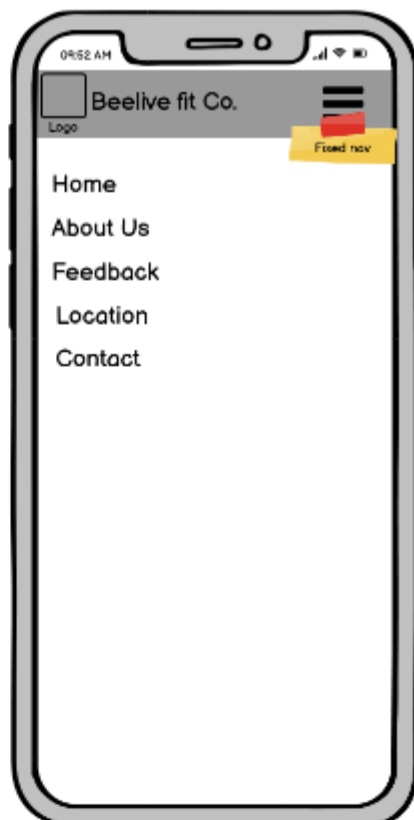 09:52 AM
Beelive fit Co.
Logo
Fixed nav
Home
About Us
Feedback
Location
Contact